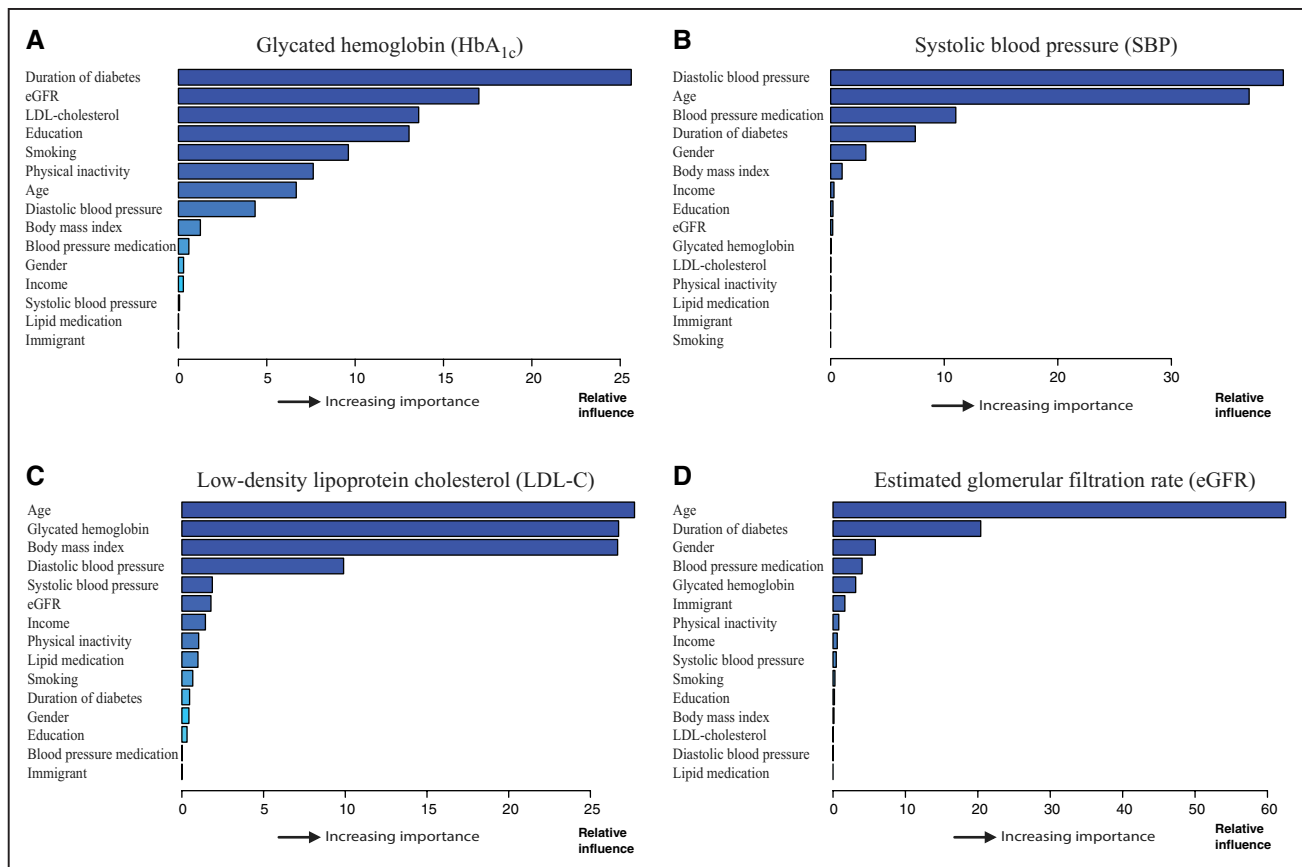 A
Glycated hemoglobin (HbA1c)
Duration of diabetes
eGFR
LDL-cholesterol
Education
Smoking
Physical inactivity
Age
Diastolic blood pressure
Body mass index
Blood pressure medication
Gender
Income
Systolic blood pressure
Lipid medication
Immigrant
0 5 10 15 20 25
Increasing importance
Relative
influence
B
Systolic blood pressure (SBP)
Diastolic blood pressure
Age
Blood pressure medication
Duration of diabetes
Gender
Body mass index
Income
Education
eGFR
Glycated hemoglobin
LDL-cholesterol
Physical inactivity
Lipid medication
Immigrant
Smoking
0 10 20 30
Increasing importance
Relative
influence
C
Low-density lipoprotein cholesterol (LDL-C)
Age
Glycated hemoglobin
Body mass index
Diastolic blood pressure
Systolic blood pressure
eGFR
Income
Physical inactivity
Lipid medication
Smoking
Duration of diabetes
Gender
Education
Blood pressure medication
Immigrant
0 5 10 15 20 25
Increasing importance
Relative
influence
D
Estimated glomerular filtration rate (eGFR)
Age
Duration of diabetes
Gender
Blood pressure medication
Glycated hemoglobin
Immigrant
Physical inactivity
Income
Systolic blood pressure
Smoking
Education
Body mass index
LDL-cholesterol
Diastolic blood pressure
Lipid medication
0 10 20 30 40 50 60
Increasing importance
Relative
influence